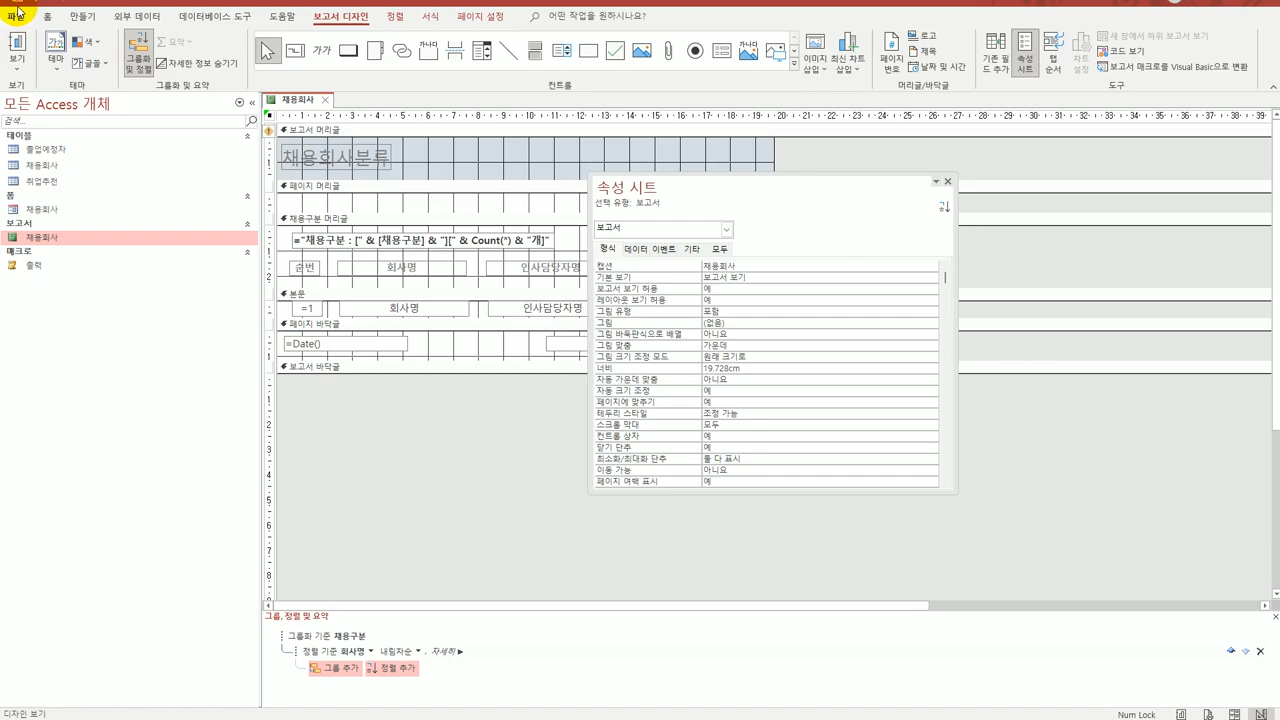 파일 홈 만들기 외부 데이터 데이터베이스 도구 도움말 보고서 디자인 정렬 서식 페이지 설정 어떤 작업을 원하시나요?
보기 테마 색 글꼴 그룹화 및 정렬 요약 자세한 정보 숨기기 가가 가나다 이미지 삽입 최신 차트 삽입 페이지 번호 로고 제목 날짜 및 시간 기존 필드 추가 속성 시트 탭 순서 차트 설정 새 창에서 하위 보고서 보기 코드 보기 보고서 매크로를 Visual Basic으로 변환
보기 테마 그룹화 및 요약 컨트롤 머리글/바닥글 도구
모든 Access 개체
검색...
테이블
졸업예정자
채용회사
취업추천
폼
채용회사
보고서
채용회사
매크로
출력
채용회사
보고서 머리글
채용회사분류
페이지 머리글
채용구분 머리글
="채용구분 : [" & [채용구분] & "][" & Count(*) & "개]"
순번 회사명 인사담당자명
본문
=1 회사명 인사담당자명
페이지 바닥글
=Date()
보고서 바닥글
속성 시트
선택 유형: 보고서
보고서
형식 데이터 이벤트 기타 모두
캡션 채용회사
기본 보기 보고서 보기
보고서 보기 허용 예
레이아웃 보기 허용 예
그림 유형 포함
그림 (없음)
그림 바둑판식으로 배열 아니요
그림 맞춤 가운데
그림 크기 조정 모드 원래 크기로
너비 19.728cm
자동 가운데 맞춤 아니요
자동 크기 조정 예
페이지에 맞추기 예
테두리 스타일 조정 가능
스크롤 막대 모두
컨트롤 상자 예
닫기 단추 예
최소화/최대화 단추 둘 다 표시
이동 가능 아니요
페이지 여백 표시 예
그룹, 정렬 및 요약
그룹화 기준 채용구분
정렬 기준 회사명 내림차순 , 자세히
그룹 추가 정렬 추가
디자인 보기 Num Lock